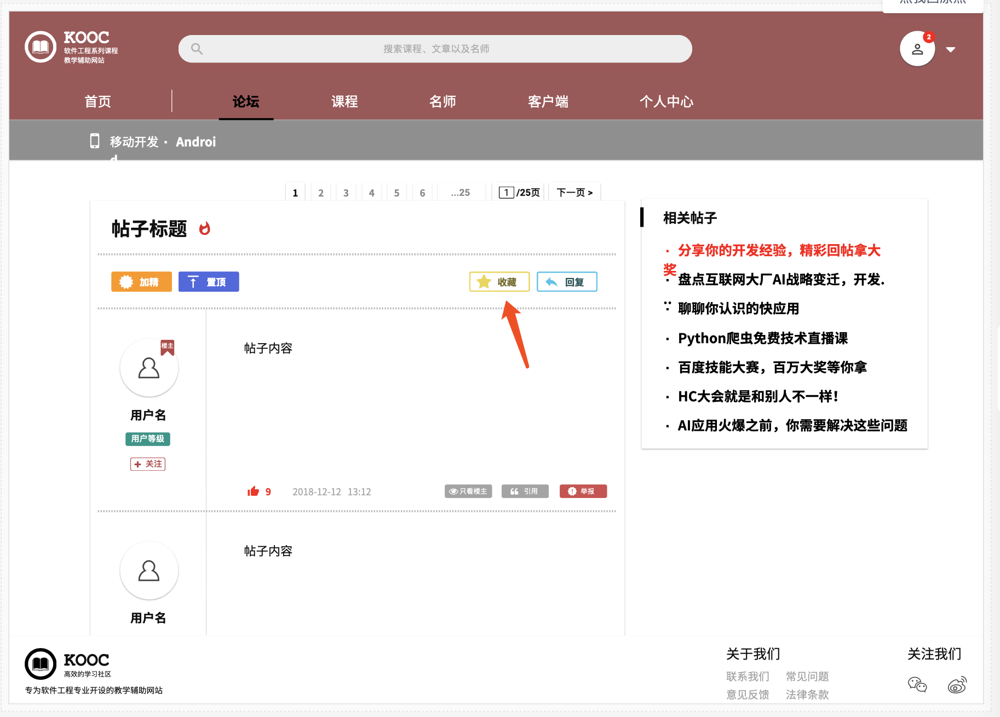 KOOC
软件工程系列课程
教学辅助网站
搜索课程、文章以及名师
2
首页
论坛
课程
名师
客户端
个人中心
移动开发 · Androi
d
1 2 3 4 5 6 ...25 1 /25页 下一页 >
帖子标题
加精
置顶
收藏
回复
楼主
帖子内容
用户名
用户等级
+ 关注
9 2018-12-12 13:12
只看楼主
引用
举报
帖子内容
用户名
相关帖子
· 分享你的开发经验，精彩回帖拿大
奖
· 盘点互联网大厂AI战略变迁，开发.
..
· 聊聊你认识的快应用
· Python爬虫免费技术直播课
· 百度技能大赛，百万大奖等你拿
· HC大会就是和别人不一样！
· AI应用火爆之前，你需要解决这些问题
KOOC
高效的学习社区
专为软件工程专业开设的教学辅助网站
关于我们
联系我们 常见问题
意见反馈 法律条款
关注我们